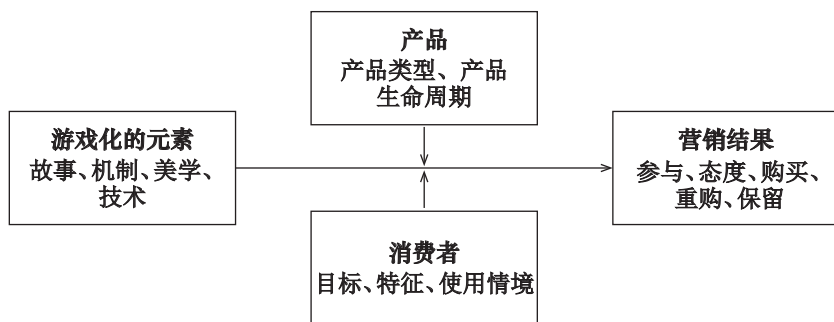 产品
产品类型、产品
生命周期
游戏化的元素
故事、机制、美学、
技术
营销结果
参与、态度、购买、
重购、保留
消费者
目标、特征、使用情境